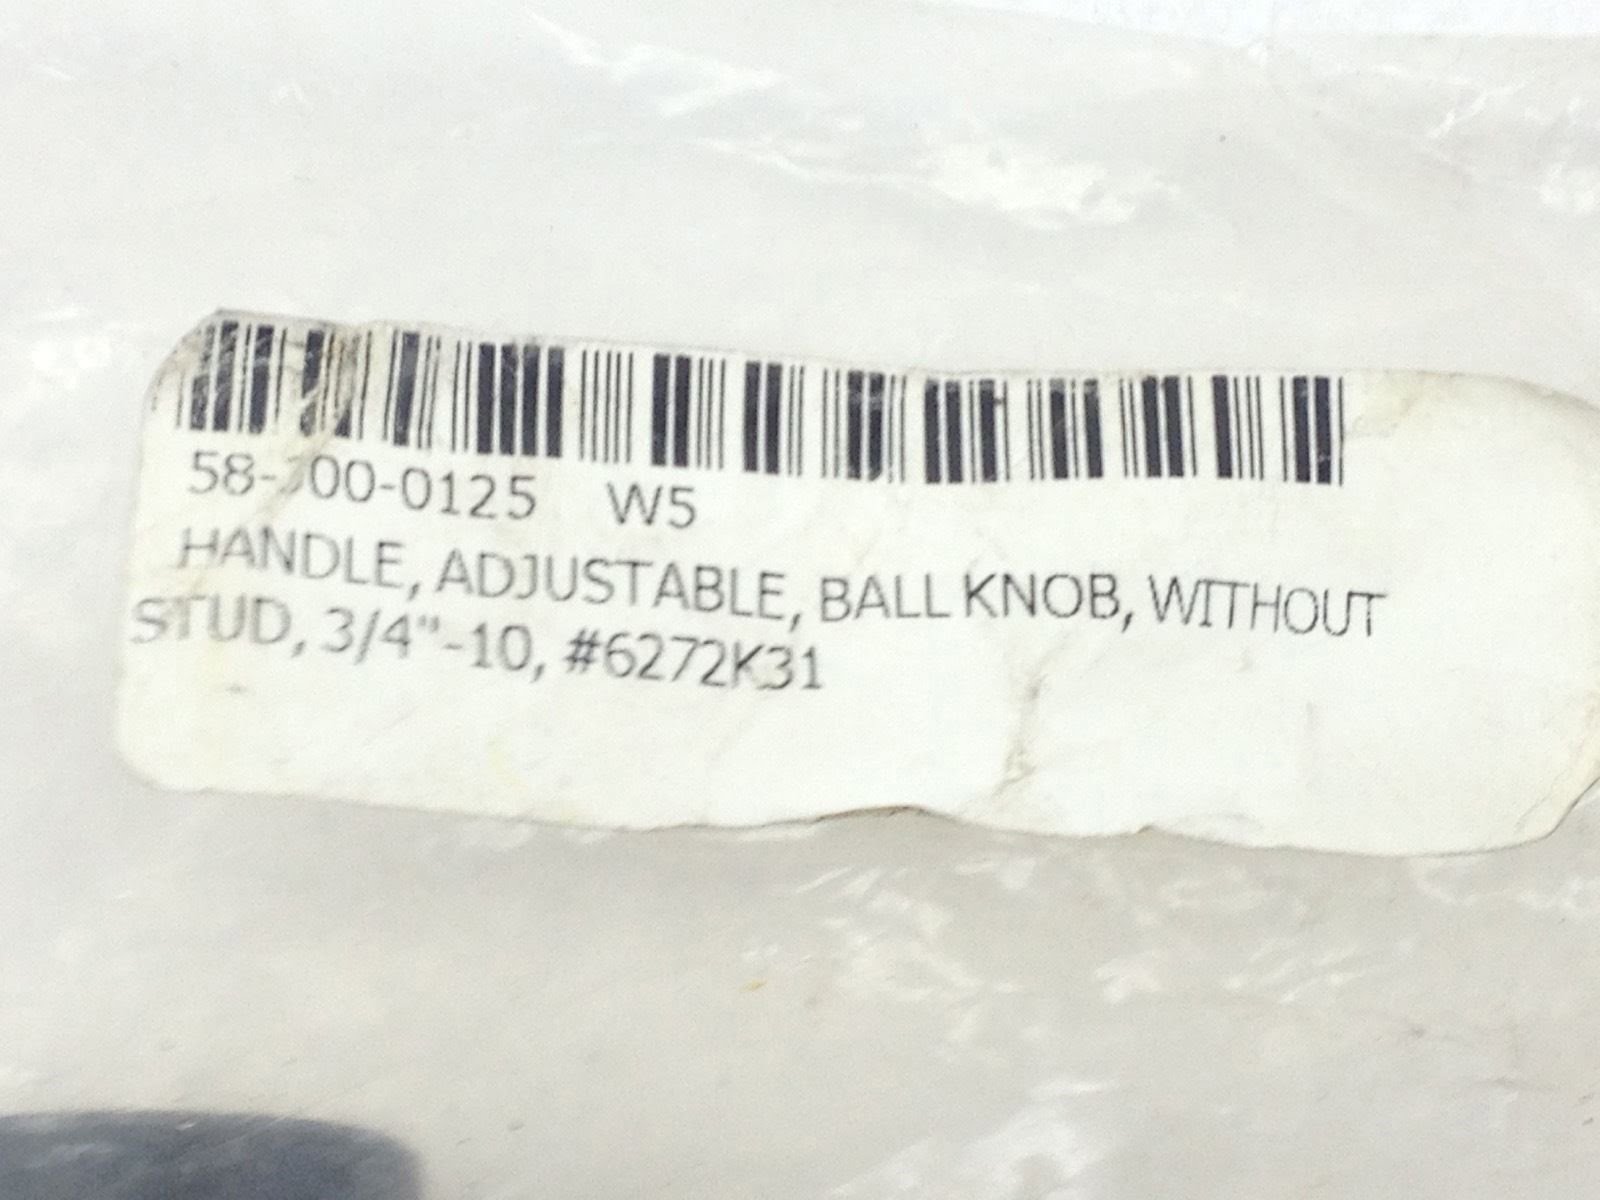 W5
HANDLE, ADJUSTABLE, BALL KNOB, WITHOUT
STUD, 3/4"-10, #6272K31